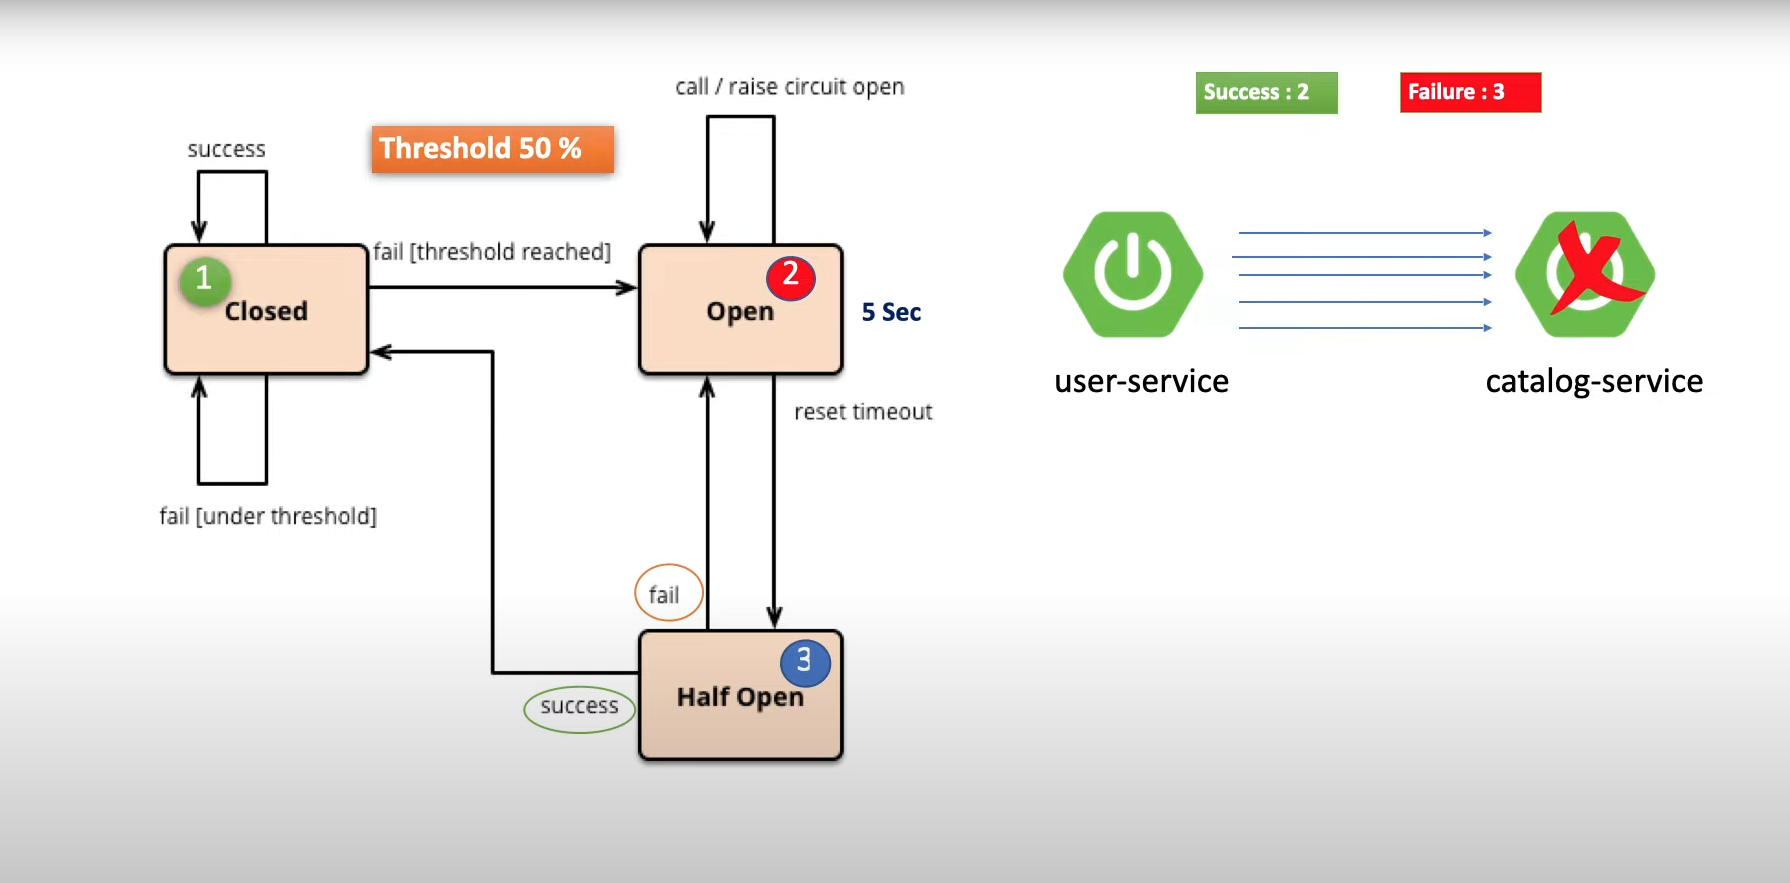 call / raise circuit open
Success : 2
Failure : 3
Threshold 50 %
success
fail [threshold reached]
1
Closed
2
Open
5 Sec
user-service
catalog-service
reset timeout
fail [under threshold]
fail
3
Half Open
success